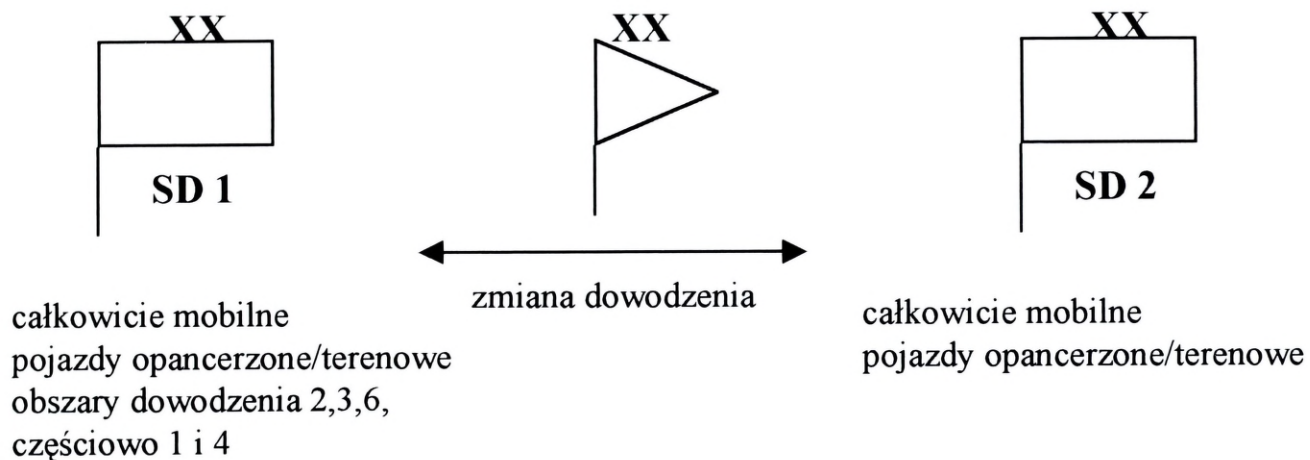 XX
SD 1
XX
XX
SD 2
zmiana dowodzenia
całkowicie mobilne
pojazdy opancerzone/terenowe
obszary dowodzenia 2,3,6,
częściowo 1 i 4
całkowicie mobilne
pojazdy opancerzone/terenowe